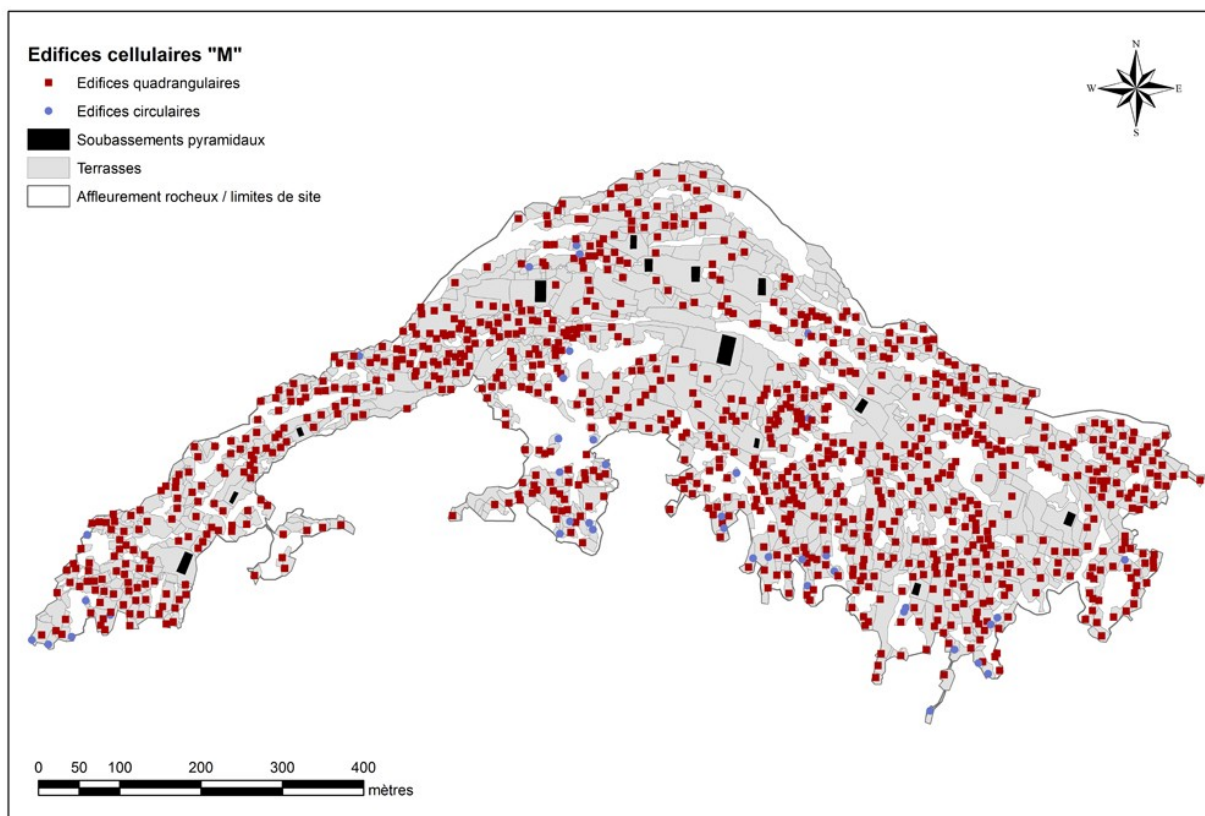 Edifices cellulaires "M"
Edifices quadrangulaires
Edifices circulaires
Soubassements pyramidaux
Terrasses
Affleurement rocheux / limites de site
N
W E
S
0 50 100 200 300 400
mètres